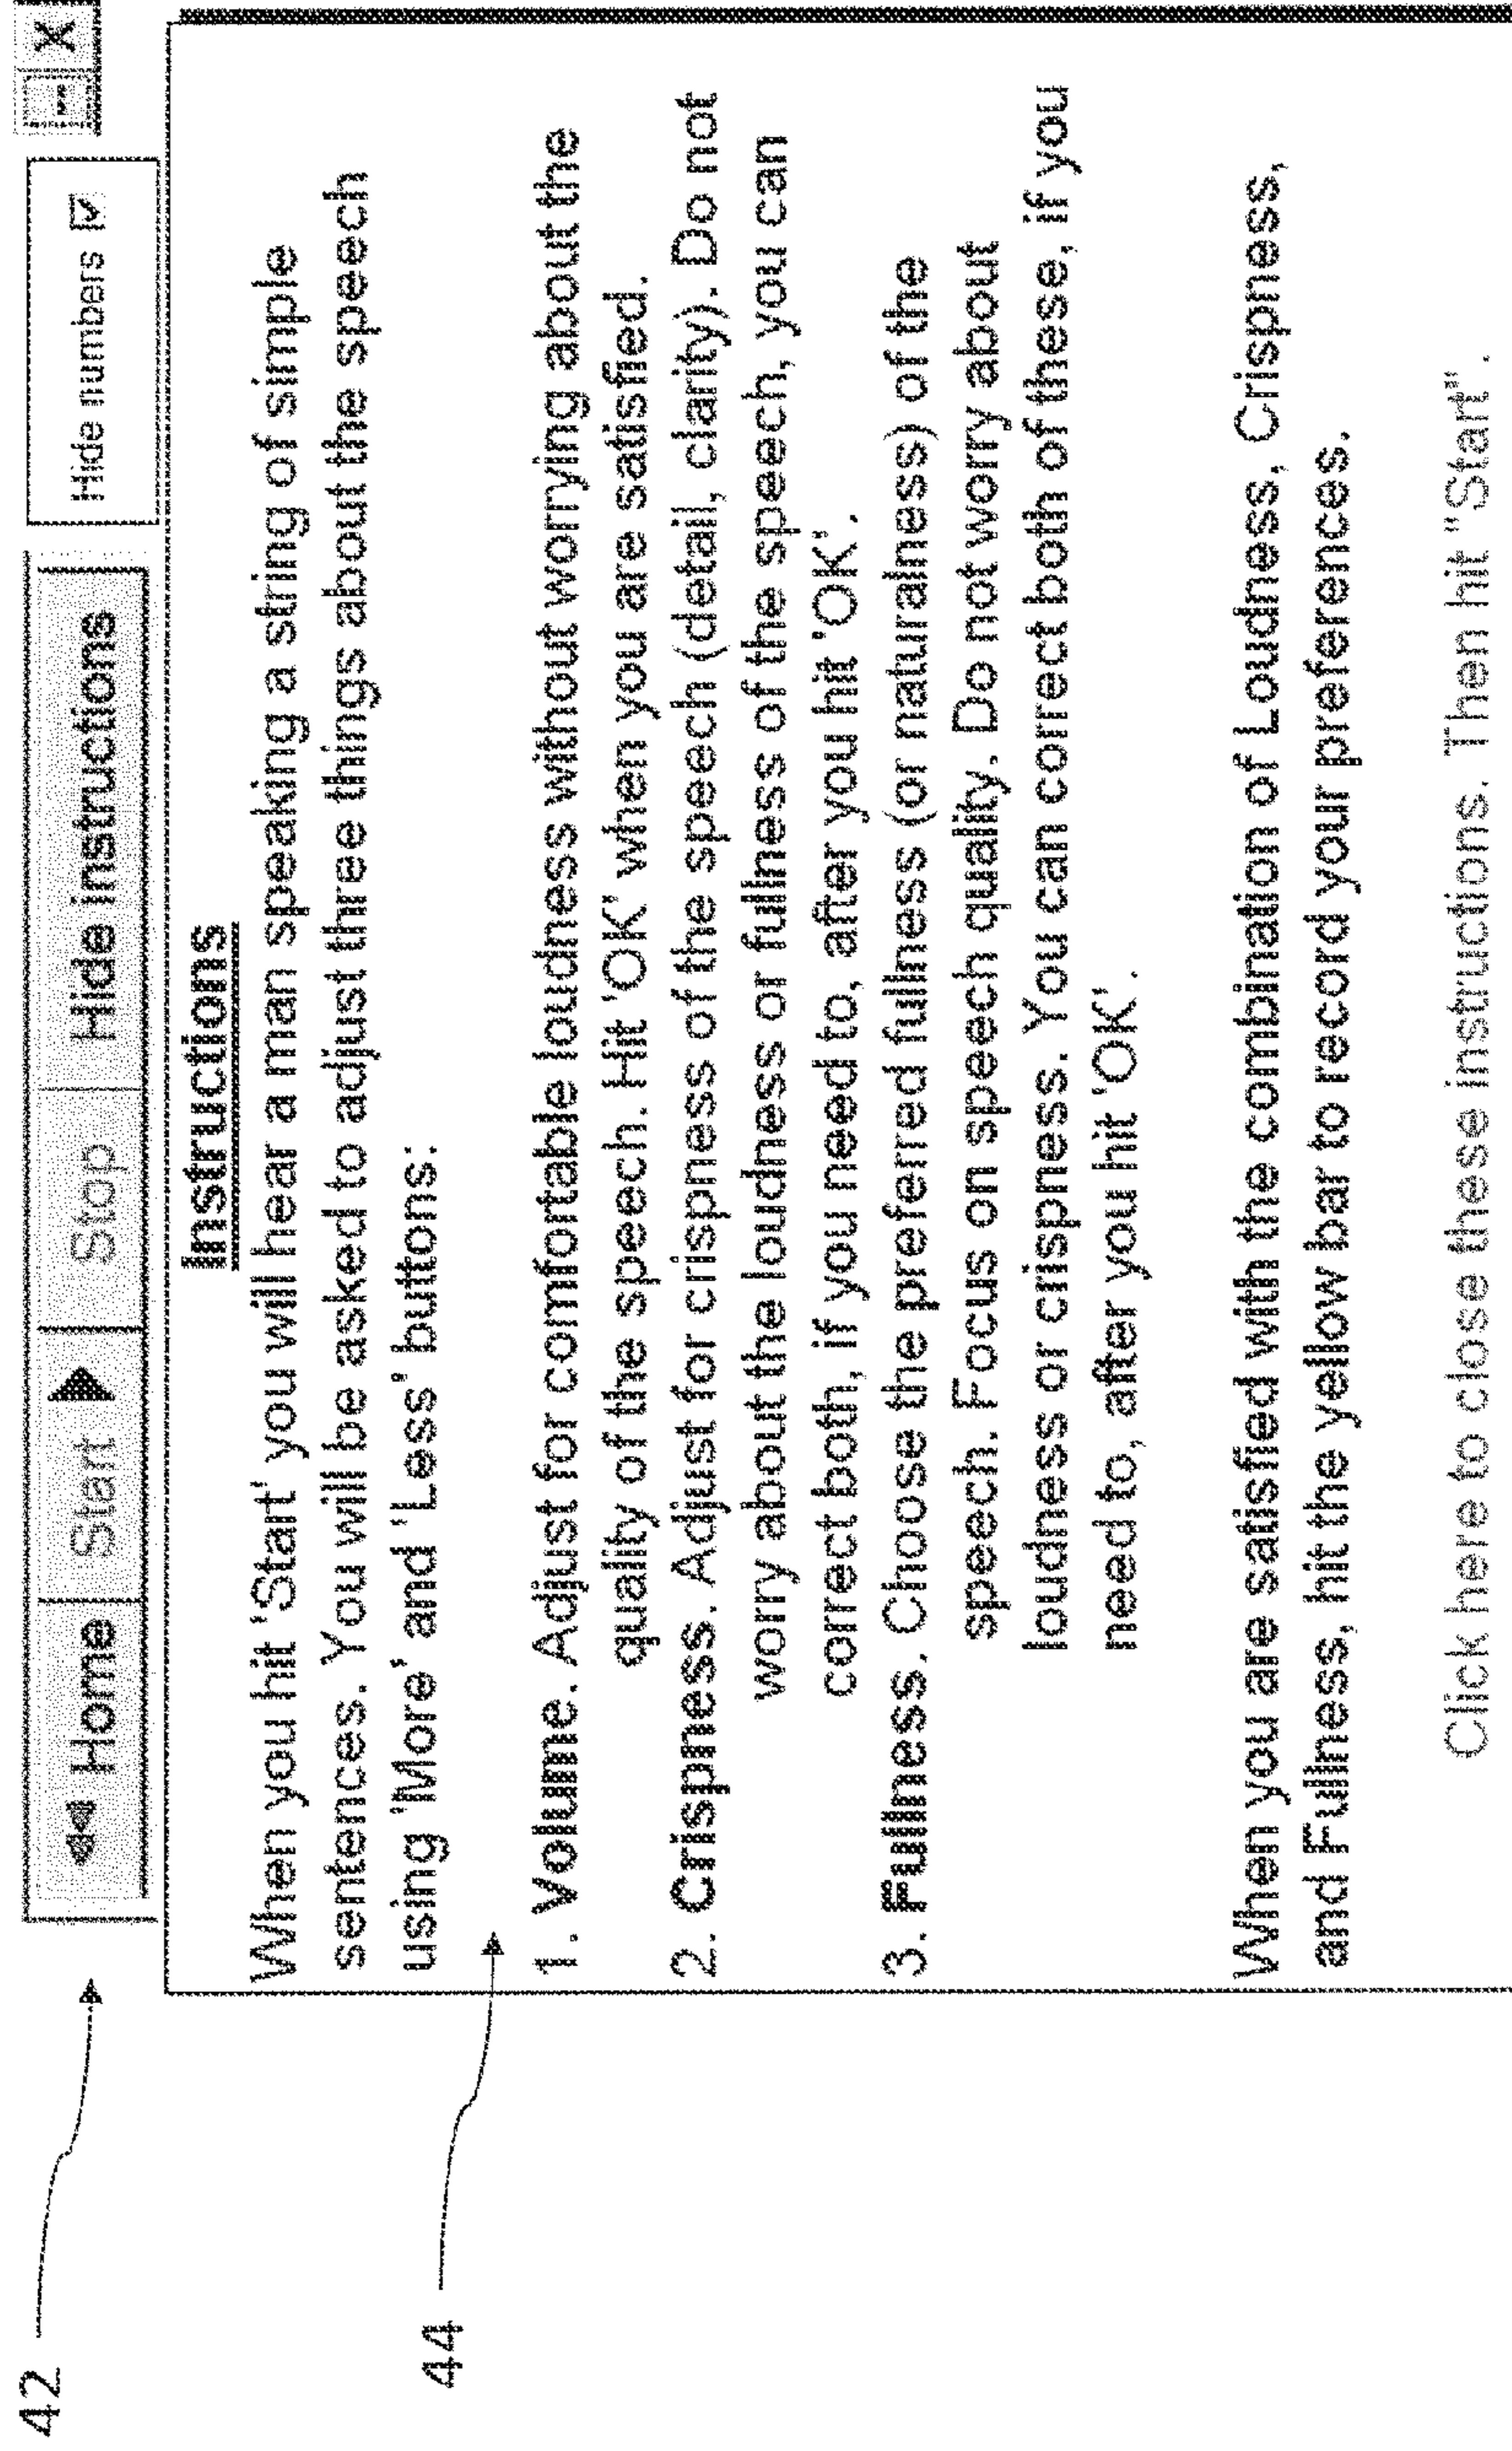 42
Home Start Stop Hide instructions Hide numbers
X
Instructions
When you hit 'Start' you will hear a man speaking a string of simple
sentences. You will be asked to adjust three things about the speech
using 'More' and 'Less' buttons:
44
1. Volume. Adjust for comfortable loudness without worrying about the
quality of the speech. Hit 'OK' when you are satisfied.
2. Crispness. Adjust for crispness of the speech (detail, clarity). Do not
worry about the loudness or fullness of the speech, you can
correct both, if you need to, after you hit 'OK'.
3. Fullness. Choose the preferred fullness (or naturalness) of the
speech. Focus on speech quality. Do not worry about
loudness or crispness. You can correct both of these, if you
need to, after you hit 'OK'.
When you are satisfied with the combination of Loudness, Crispness,
and Fullness, hit the yellow bar to record your preferences.
Click here to close these instructions. Then hit "Start".